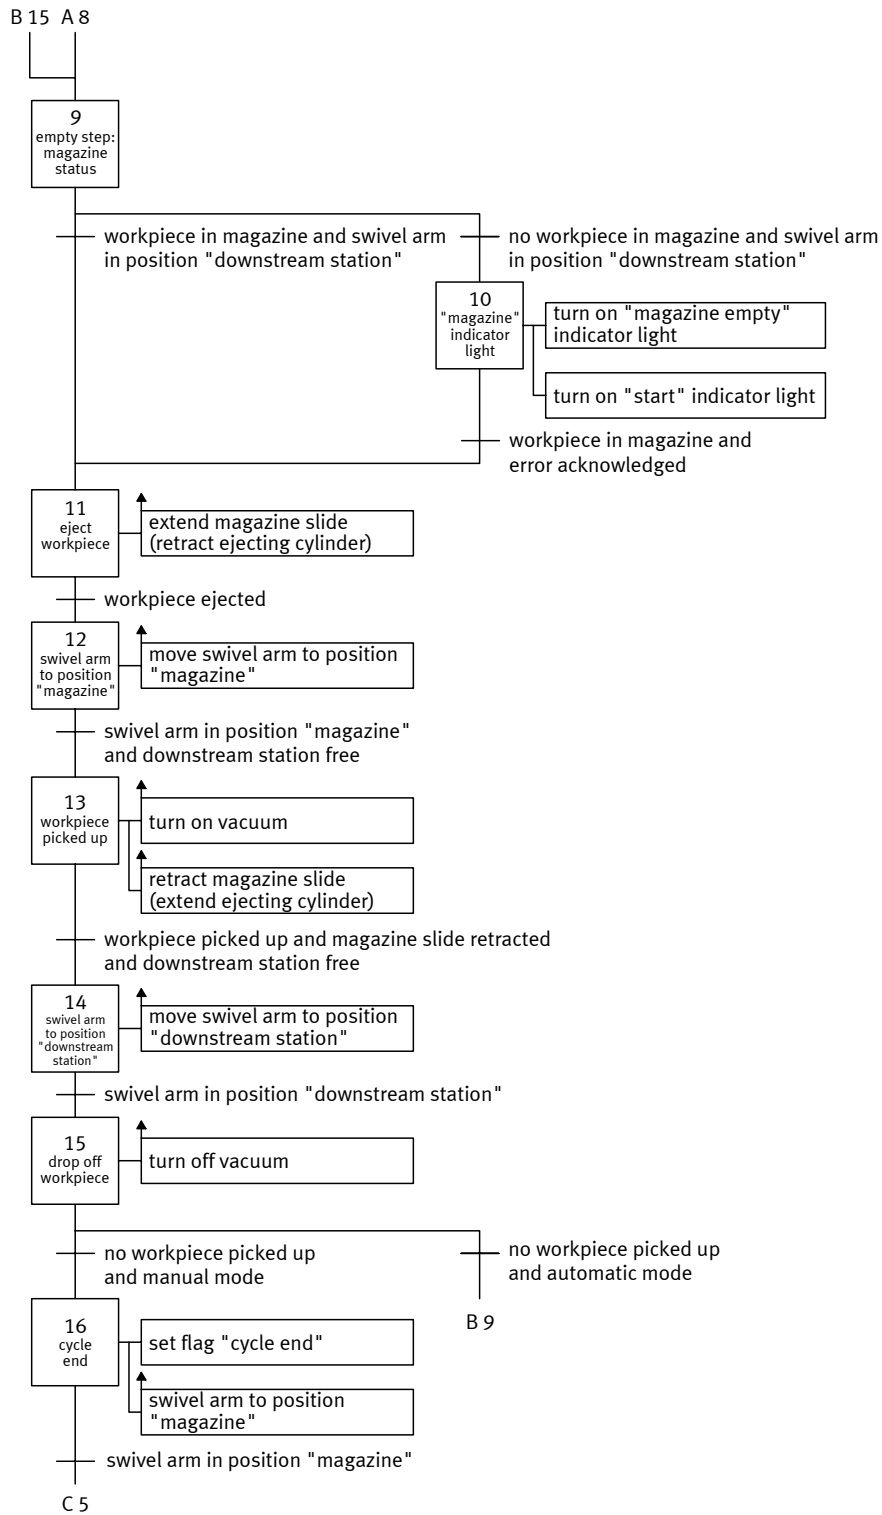 B 15 A 8
9
empty step:
magazine
status
workpiece in magazine and swivel arm
in position "downstream station"
no workpiece in magazine and swivel arm
in position "downstream station"
10
"magazine"
indicator
light
turn on "magazine empty"
indicator light
turn on "start" indicator light
workpiece in magazine and
error acknowledged
11
eject
workpiece
extend magazine slide
(retract ejecting cylinder)
workpiece ejected
12
swivel arm
to position
"magazine"
move swivel arm to position
"magazine"
swivel arm in position "magazine"
and downstream station free
13
workpiece
picked up
turn on vacuum
retract magazine slide
(extend ejecting cylinder)
workpiece picked up and magazine slide retracted
and downstream station free
14
swivel arm
to position
"downstream
station"
move swivel arm to position
"downstream station"
swivel arm in position "downstream station"
15
drop off
workpiece
turn off vacuum
no workpiece picked up
and manual mode
no workpiece picked up
and automatic mode
B 9
16
cycle
end
set flag "cycle end"
swivel arm to position
"magazine"
swivel arm in position "magazine"
C 5